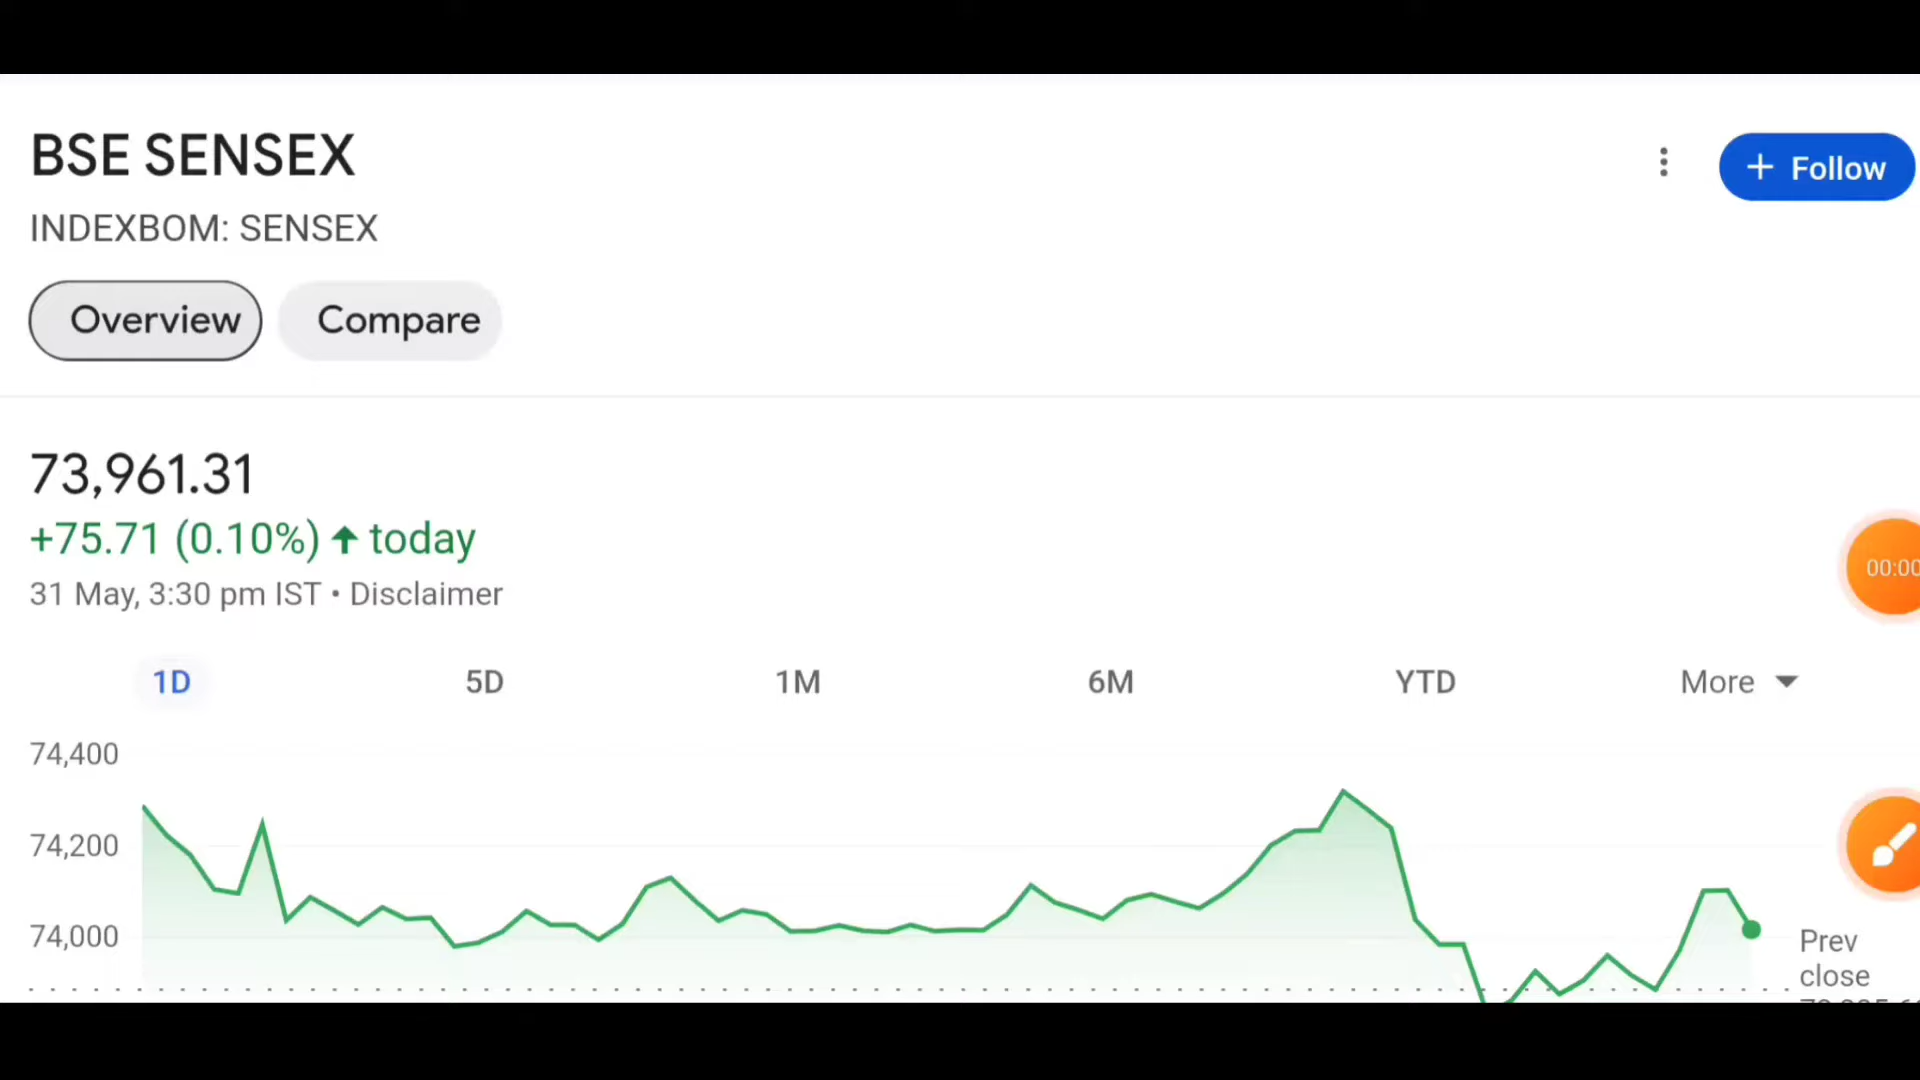 BSE SENSEX
+ Follow
INDEXBOM: SENSEX
Overview Compare
73,961.31
+75.71 (0.10%) ↑ today
31 May, 3:30 pm IST • Disclaimer
00:00
1D 5D 1M 6M YTD More
74,400
74,200
74,000
Prev
close